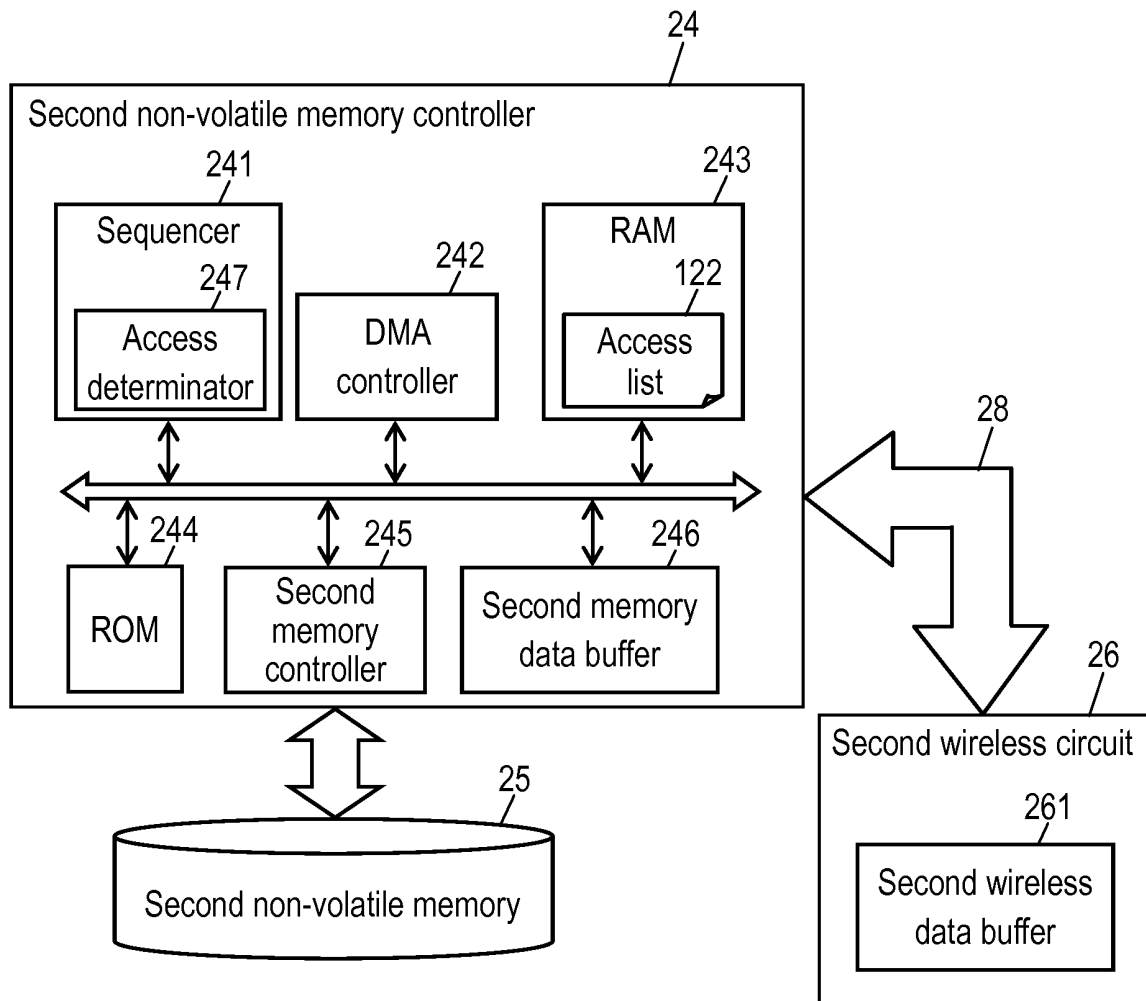 24
Second non-volatile memory controller
241
243
Sequencer
RAM
247
242
122
Access
determinator
DMA
controller
Access
list
28
244
245
246
ROM
Second
memory
controller
Second memory
data buffer
26
Second wireless circuit
25
261
Second non-volatile memory
Second wireless
data buffer